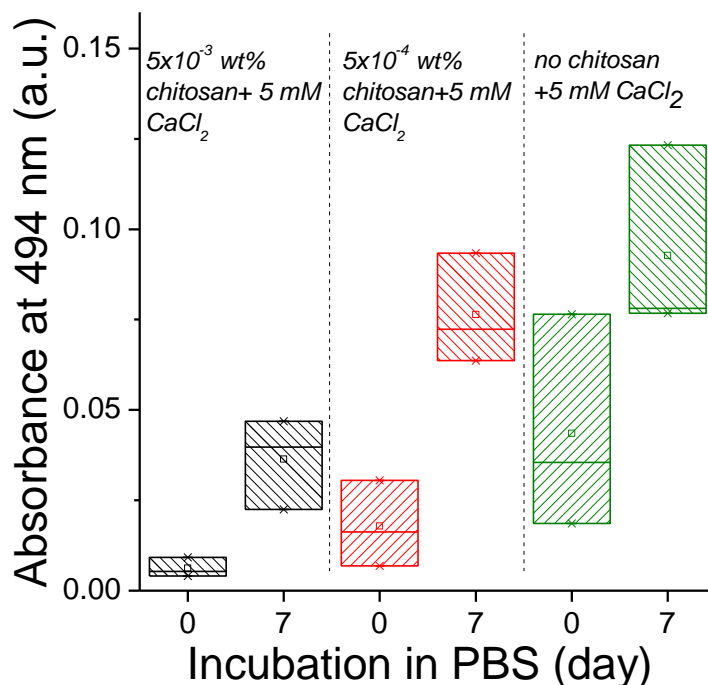 0.15
0.10
0.05
0.00
Absorbance at 494 nm (a.u.)
5x10⁻³ wt%
chitosan+ 5 mM
CaCl₂
5x10⁻⁴ wt%
chitosan+5 mM
CaCl₂
no chitosan
+5 mM CaCl₂
0 7 0 7 0 7
Incubation in PBS (day)